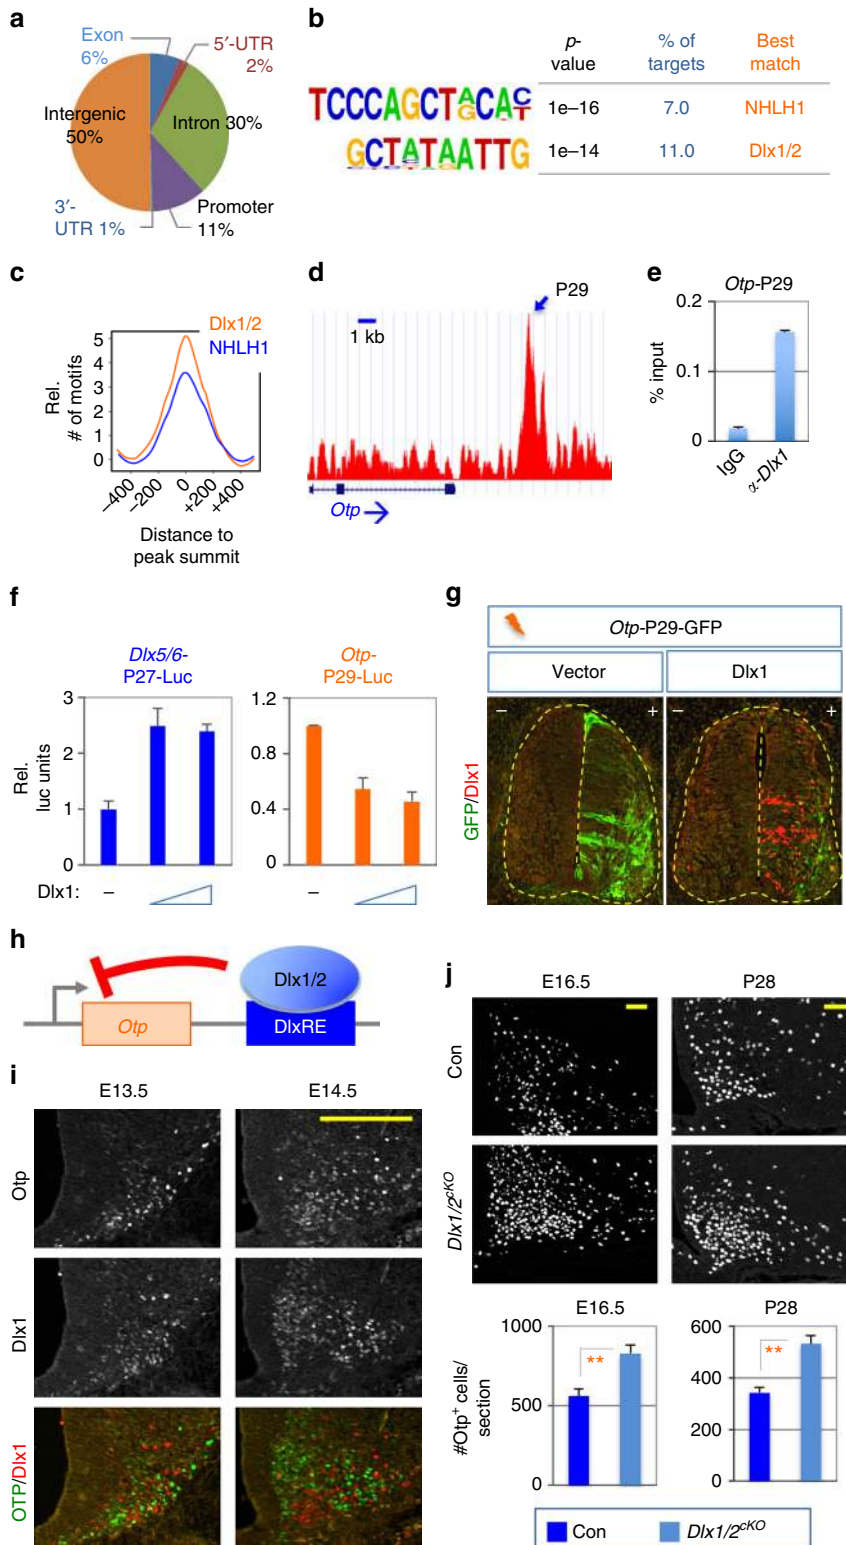 a
Exon
6%
5′-UTR
2%
Intergenic
50%
Intron 30%
3′-
UTR 1%
Promoter
11%
b
p-
value
% of
targets
Best
match
TCCCAGCTAGCACT
1e–16
7.0
NHLH1
GCTATAATTG
1e–14
11.0
Dlx1/2
c
Dlx1/2
NHLH1
Rel.
# of motifs
5
4
3
2
1
0
–400
–200
0
+200
+400
Distance to
peak summit
d
P29
1 kb
Otp
e
Otp-P29
% input
0.2
0.1
0
IgG
α-Dlx1
f
Dlx5/6-
P27-Luc
Otp-
P29-Luc
Rel.
luc units
3
2
1
0
1.2
0.8
0.4
0
Dlx1:
–
–
g
Otp-P29-GFP
Vector
Dlx1
GFP/Dlx1
–
+
–
+
h
Dlx1/2
Otp
DlxRE
i
E13.5
E14.5
Otp
Dlx1
OTP/Dlx1
j
E16.5
P28
Con
Dlx1/2cKO
E16.5
P28
#Otp+ cells/
section
1000
500
0
**
600
400
200
0
**
Con
Dlx1/2cKO